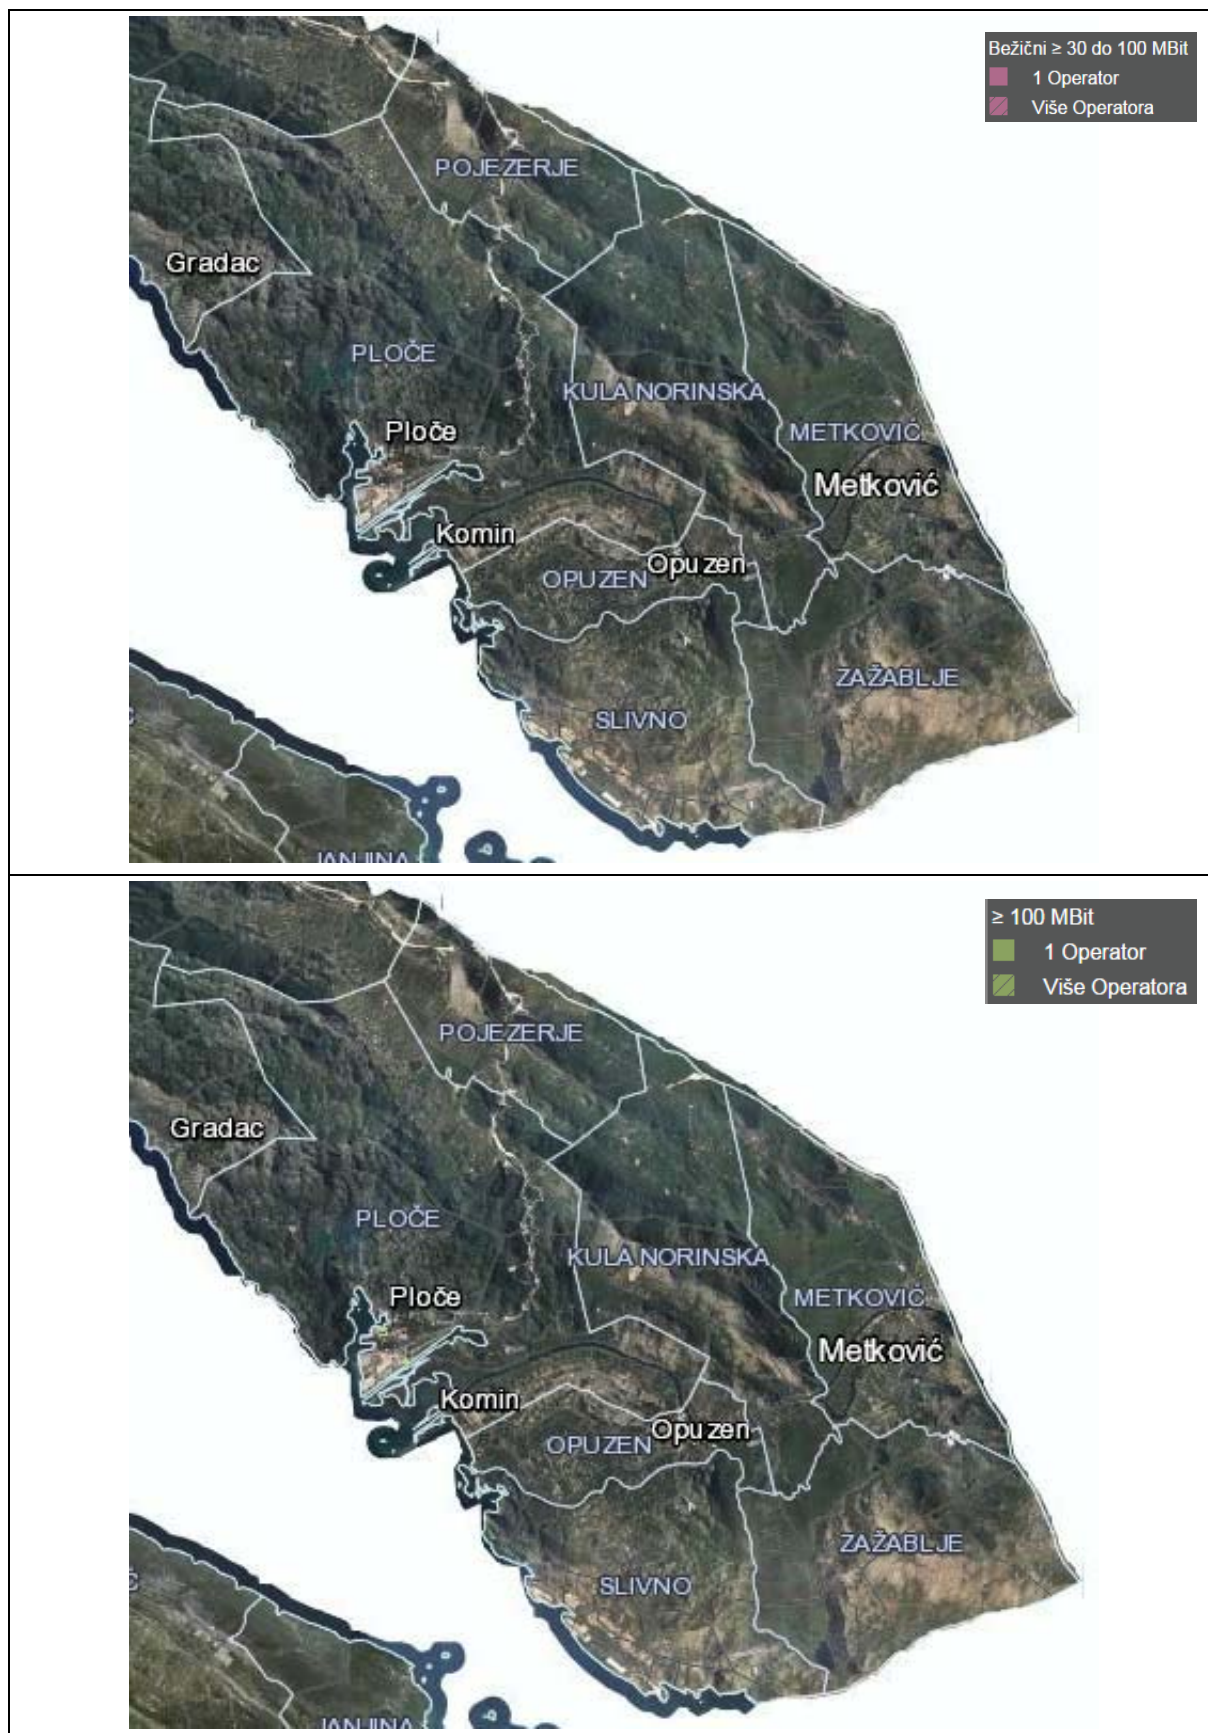 Bežični ≥ 30 do 100 MBit
1 Operator
Više Operatora
POJEZERJE
Gradac
PLOČE
KULA NORINSKA
Ploče
METKOVIĆ
Metković
Komin
Opuzen
OPUZEN
ZAŽABLJE
SLIVNO
JANJINA
≥ 100 MBit
1 Operator
Više Operatora
POJEZERJE
Gradac
PLOČE
KULA NORINSKA
Ploče
METKOVIĆ
Metković
Komin
Opuzen
OPUZEN
ZAŽABLJE
SLIVNO
JANJINA